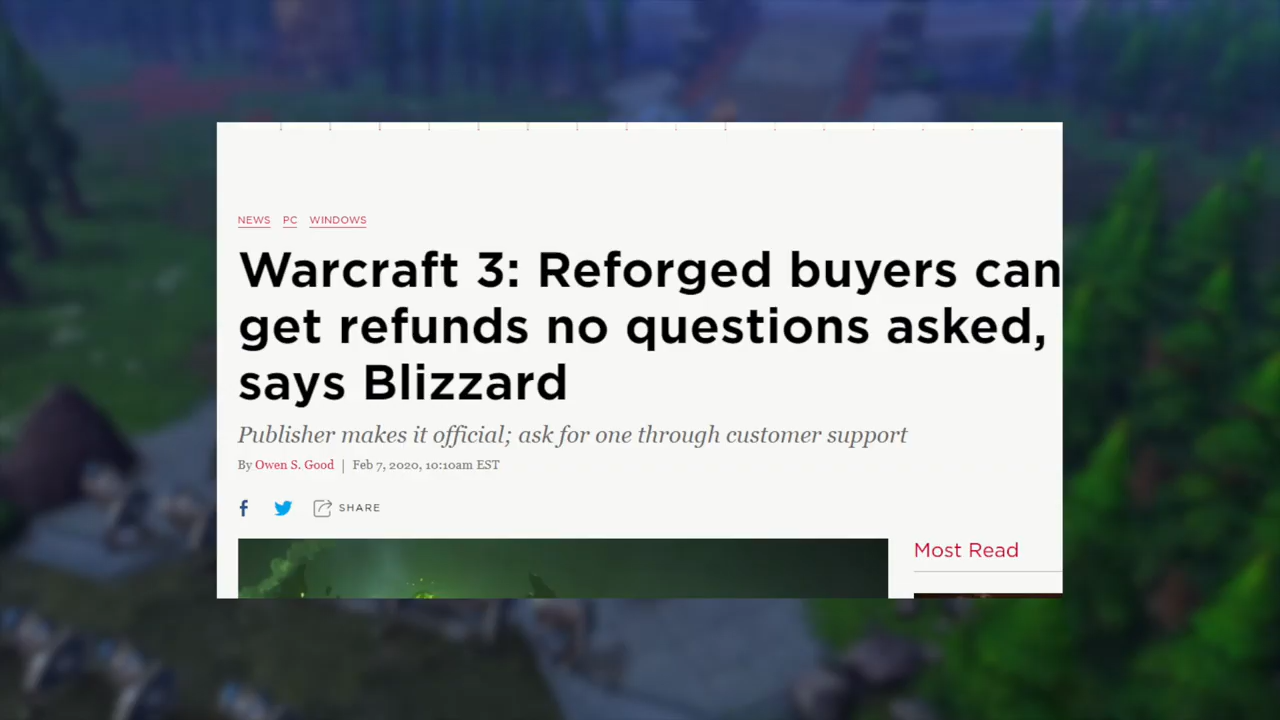 NEWS PC WINDOWS
Warcraft 3: Reforged buyers can
get refunds no questions asked,
says Blizzard
Publisher makes it official; ask for one through customer support
By Owen S. Good | Feb 7, 2020, 10:10am EST
SHARE
Most Read